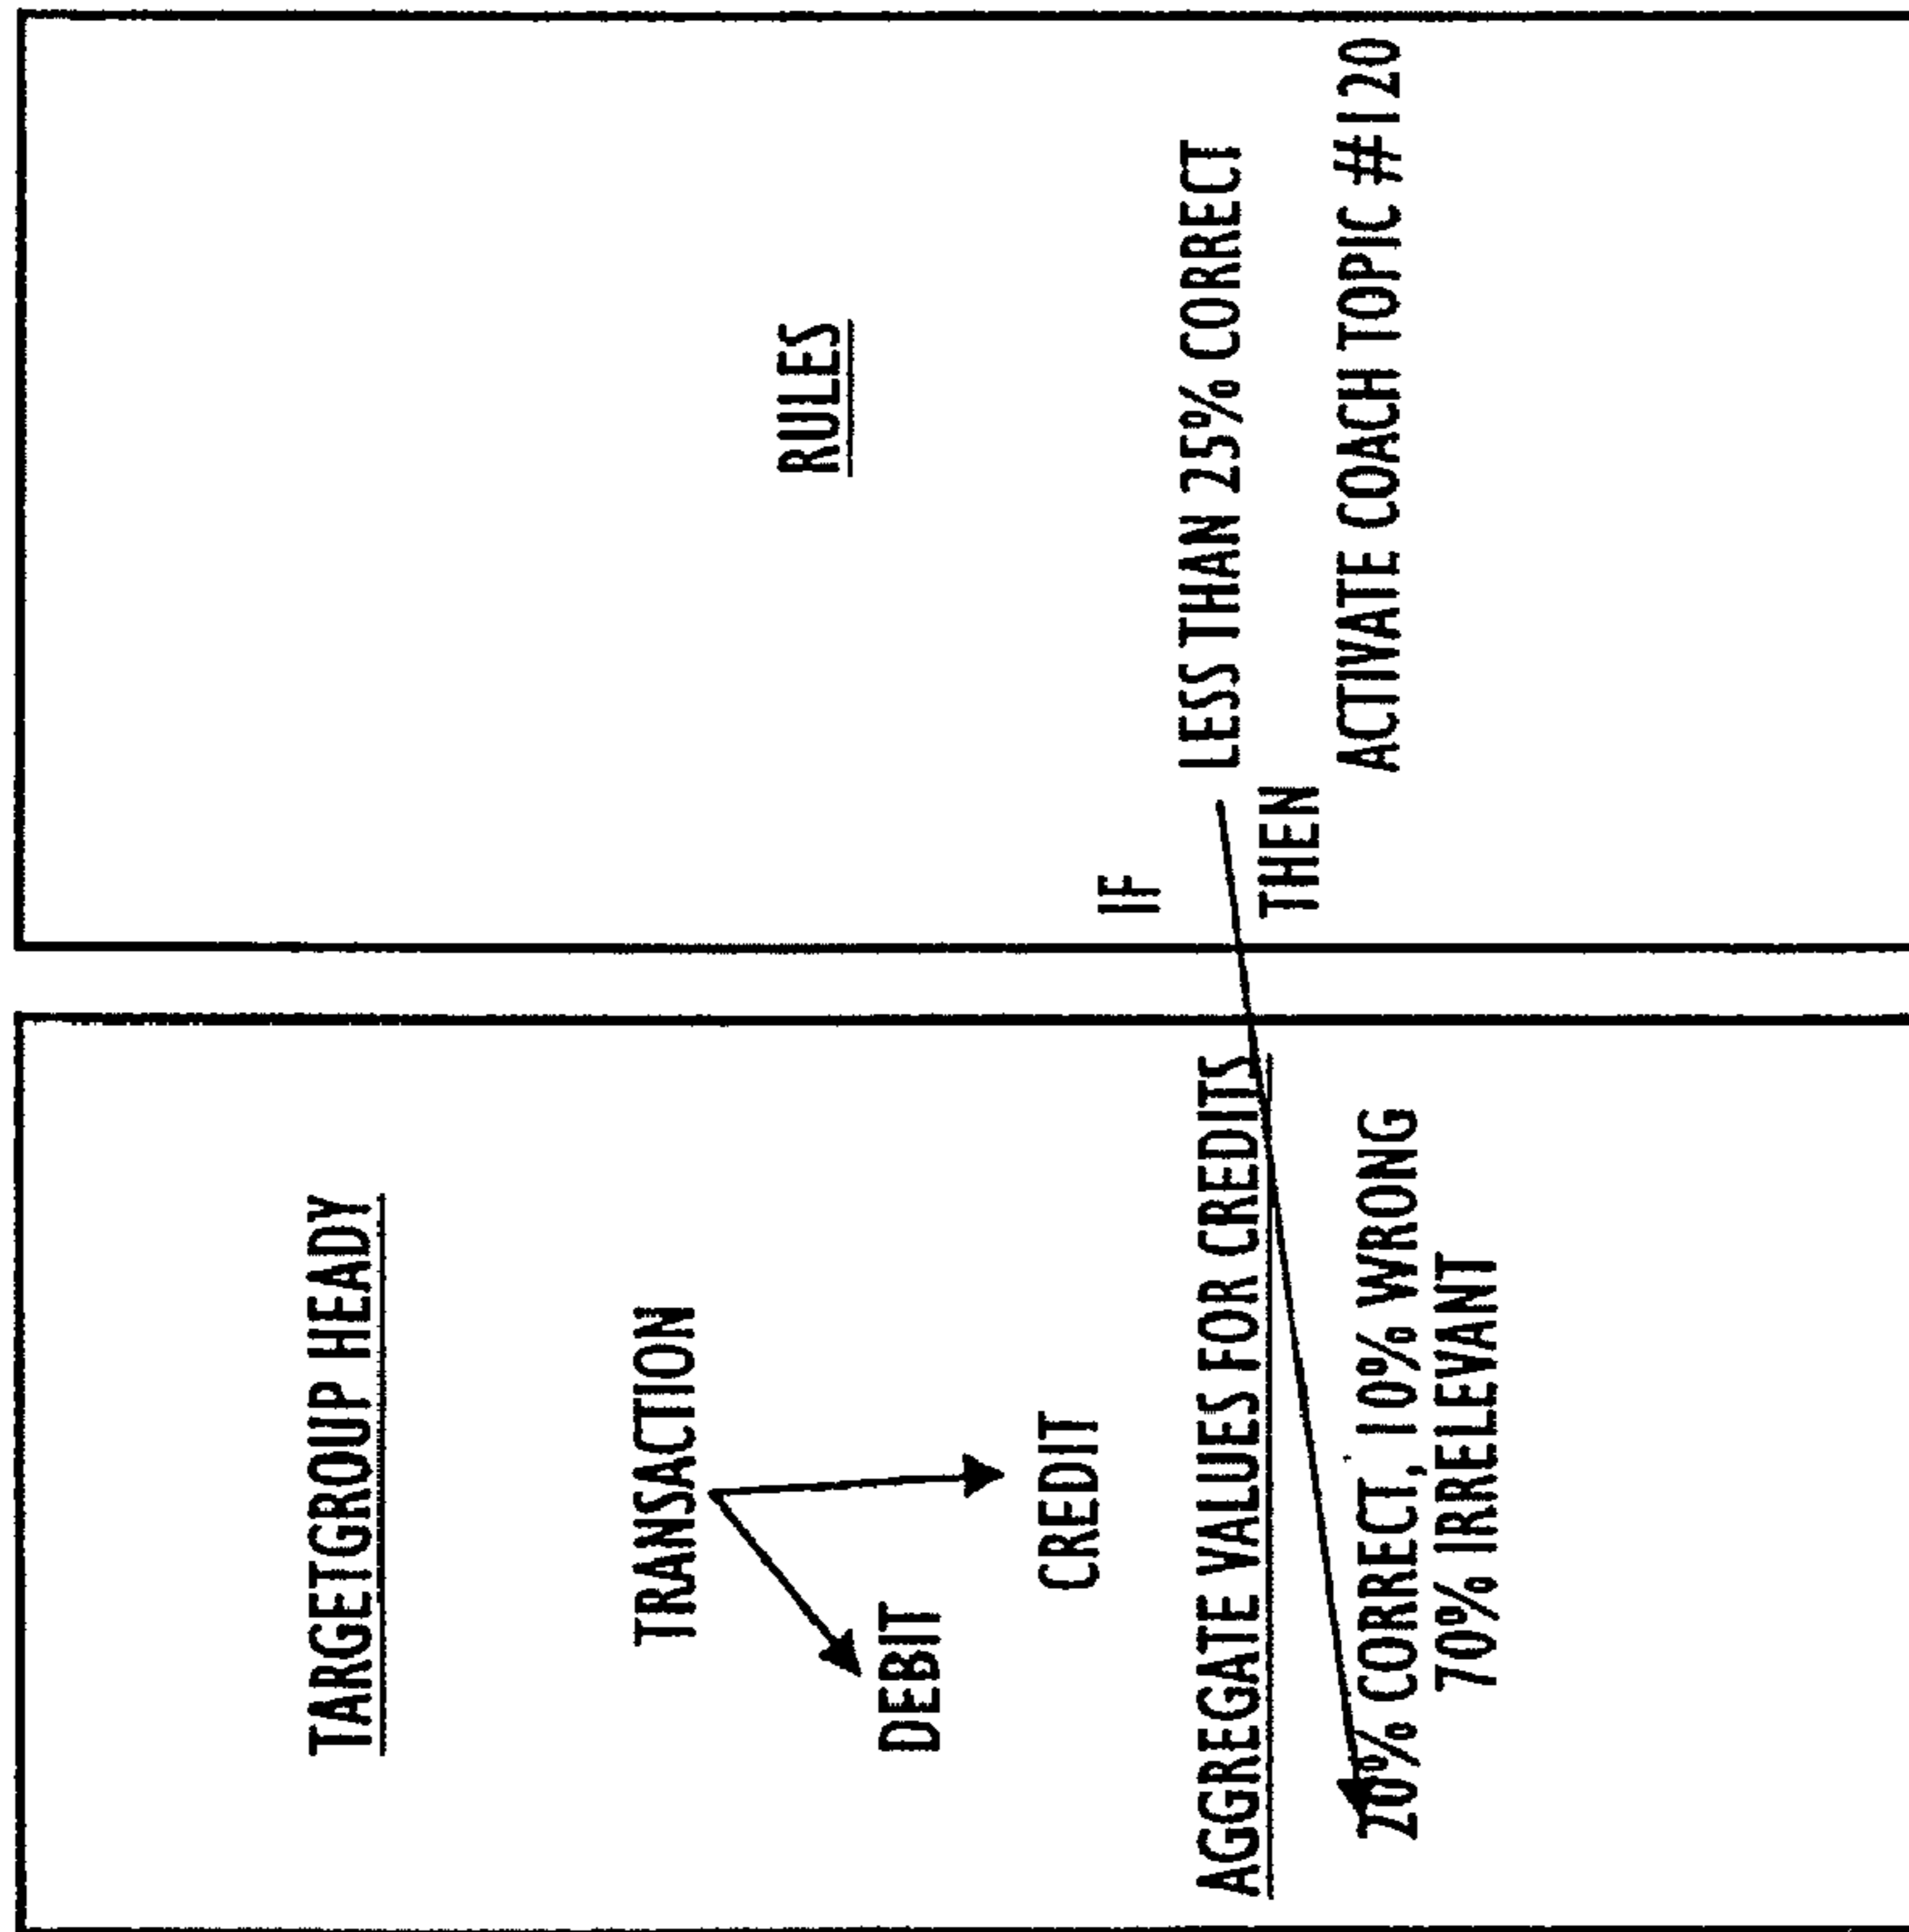 TARGETGROUP HEADY
TRANSACTION
DEBIT
CREDIT
AGGREGATE VALUES FOR CREDITS
20% CORRECT, 10% WRONG
70% IRRELEVANT
RULES
IF
LESS THAN 25% CORRECT
THEN
ACTIVATE COACH TOPIC #120